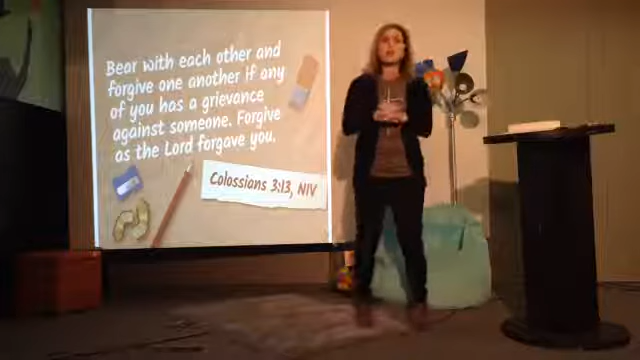 Bear with each other and
forgive one another if any
of you has a grievance
against someone. Forgive
as the Lord forgave you.
Colossians 3:13, NIV